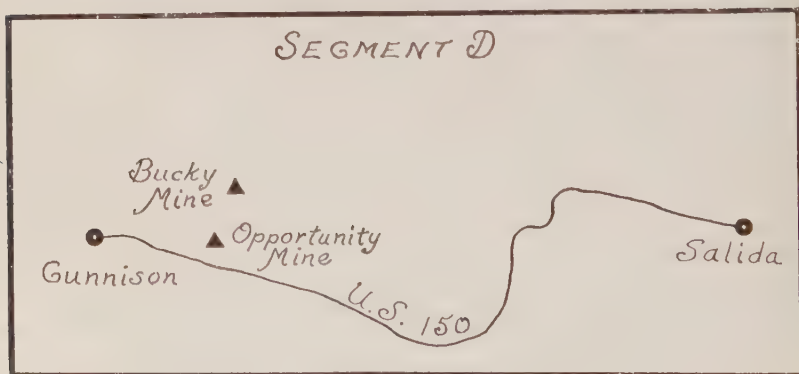 SEGMENT D
Bucky
Mine
Opportunity
Mine
Gunnison
Salida
U.S. 150